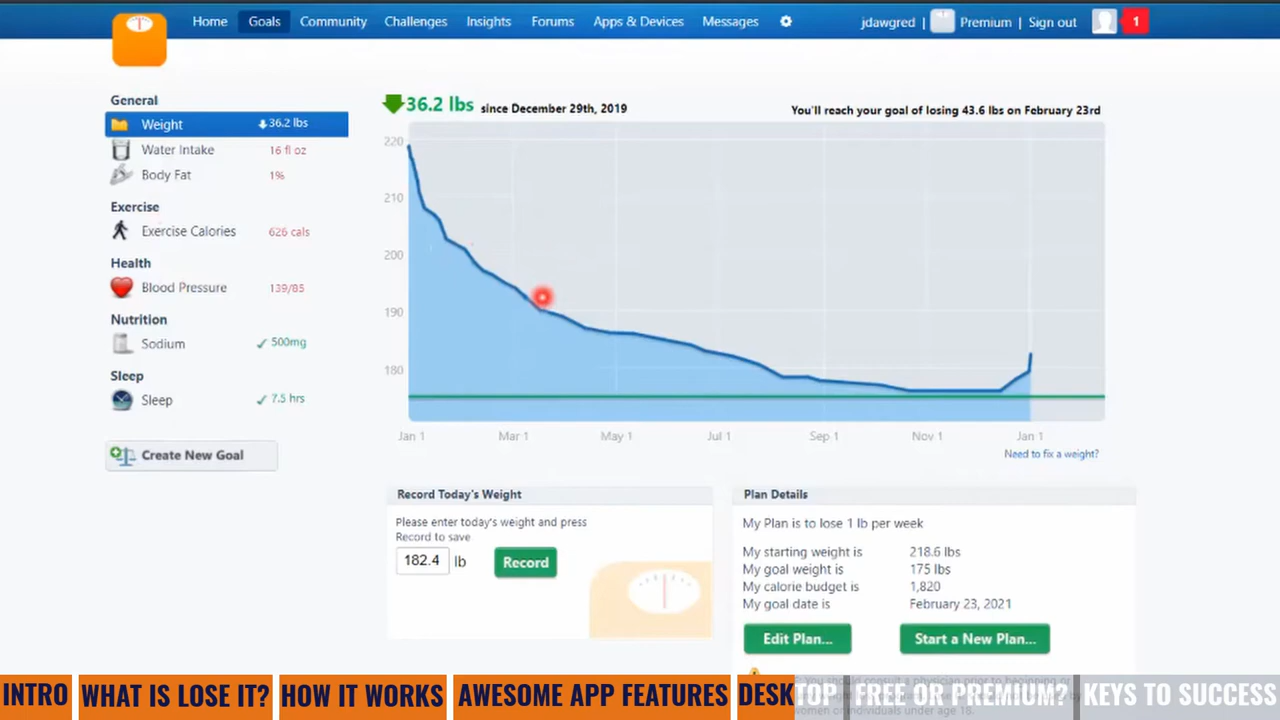 Home Goals Community Challenges Insights Forums Apps & Devices Messages jdawgred | Premium | Sign out 1
General
Weight 36.2 lbs
Water Intake 16 fl oz
Body Fat 1%
Exercise
Exercise Calories 626 cals
Health
Blood Pressure 139/85
Nutrition
Sodium 500mg
Sleep
Sleep 7.5 hrs
Create New Goal
36.2 lbs since December 29th, 2019 You'll reach your goal of losing 43.6 lbs on February 23rd
220
210
200
190
180
Jan 1 Mar 1 May 1 Jul 1 Sep 1 Nov 1 Jan 1
Need to fix a weight?
Record Today's Weight
Please enter today's weight and press
Record to save
182.4 lb Record
Plan Details
My Plan is to lose 1 lb per week
My starting weight is 218.6 lbs
My goal weight is 175 lbs
My calorie budget is 1,820
My goal date is February 23, 2021
Edit Plan... Start a New Plan...
INTRO WHAT IS LOSE IT? HOW IT WORKS AWESOME APP FEATURES DESKTOP FREE OR PREMIUM? KEYS TO SUCCESS